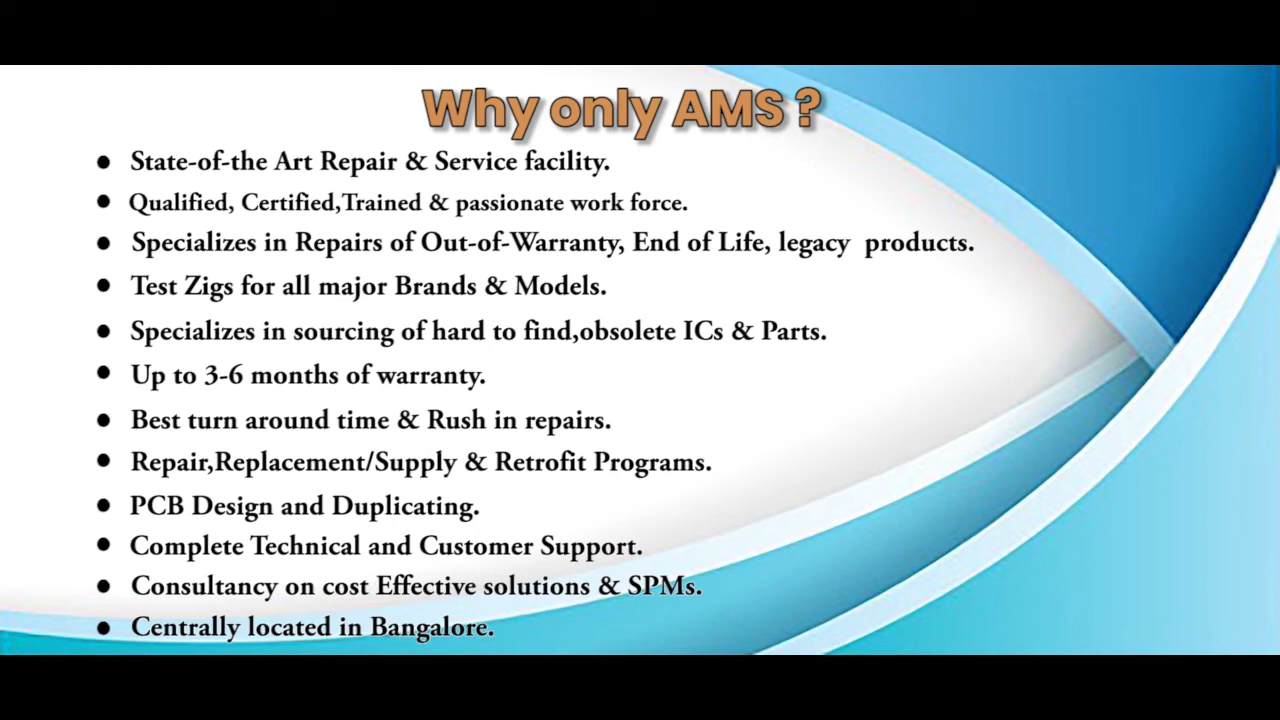 Why only AMS ?
• State-of-the Art Repair & Service facility.
• Qualified, Certified,Trained & passionate work force.
• Specializes in Repairs of Out-of-Warranty, End of Life, legacy  products.
• Test Zigs for all major Brands & Models.
• Specializes in sourcing of hard to find,obsolete ICs & Parts.
• Up to 3-6 months of warranty.
• Best turn around time & Rush in repairs.
• Repair,Replacement/Supply & Retrofit Programs.
• PCB Design and Duplicating.
• Complete Technical and Customer Support.
• Consultancy on cost Effective solutions & SPMs.
• Centrally located in Bangalore.